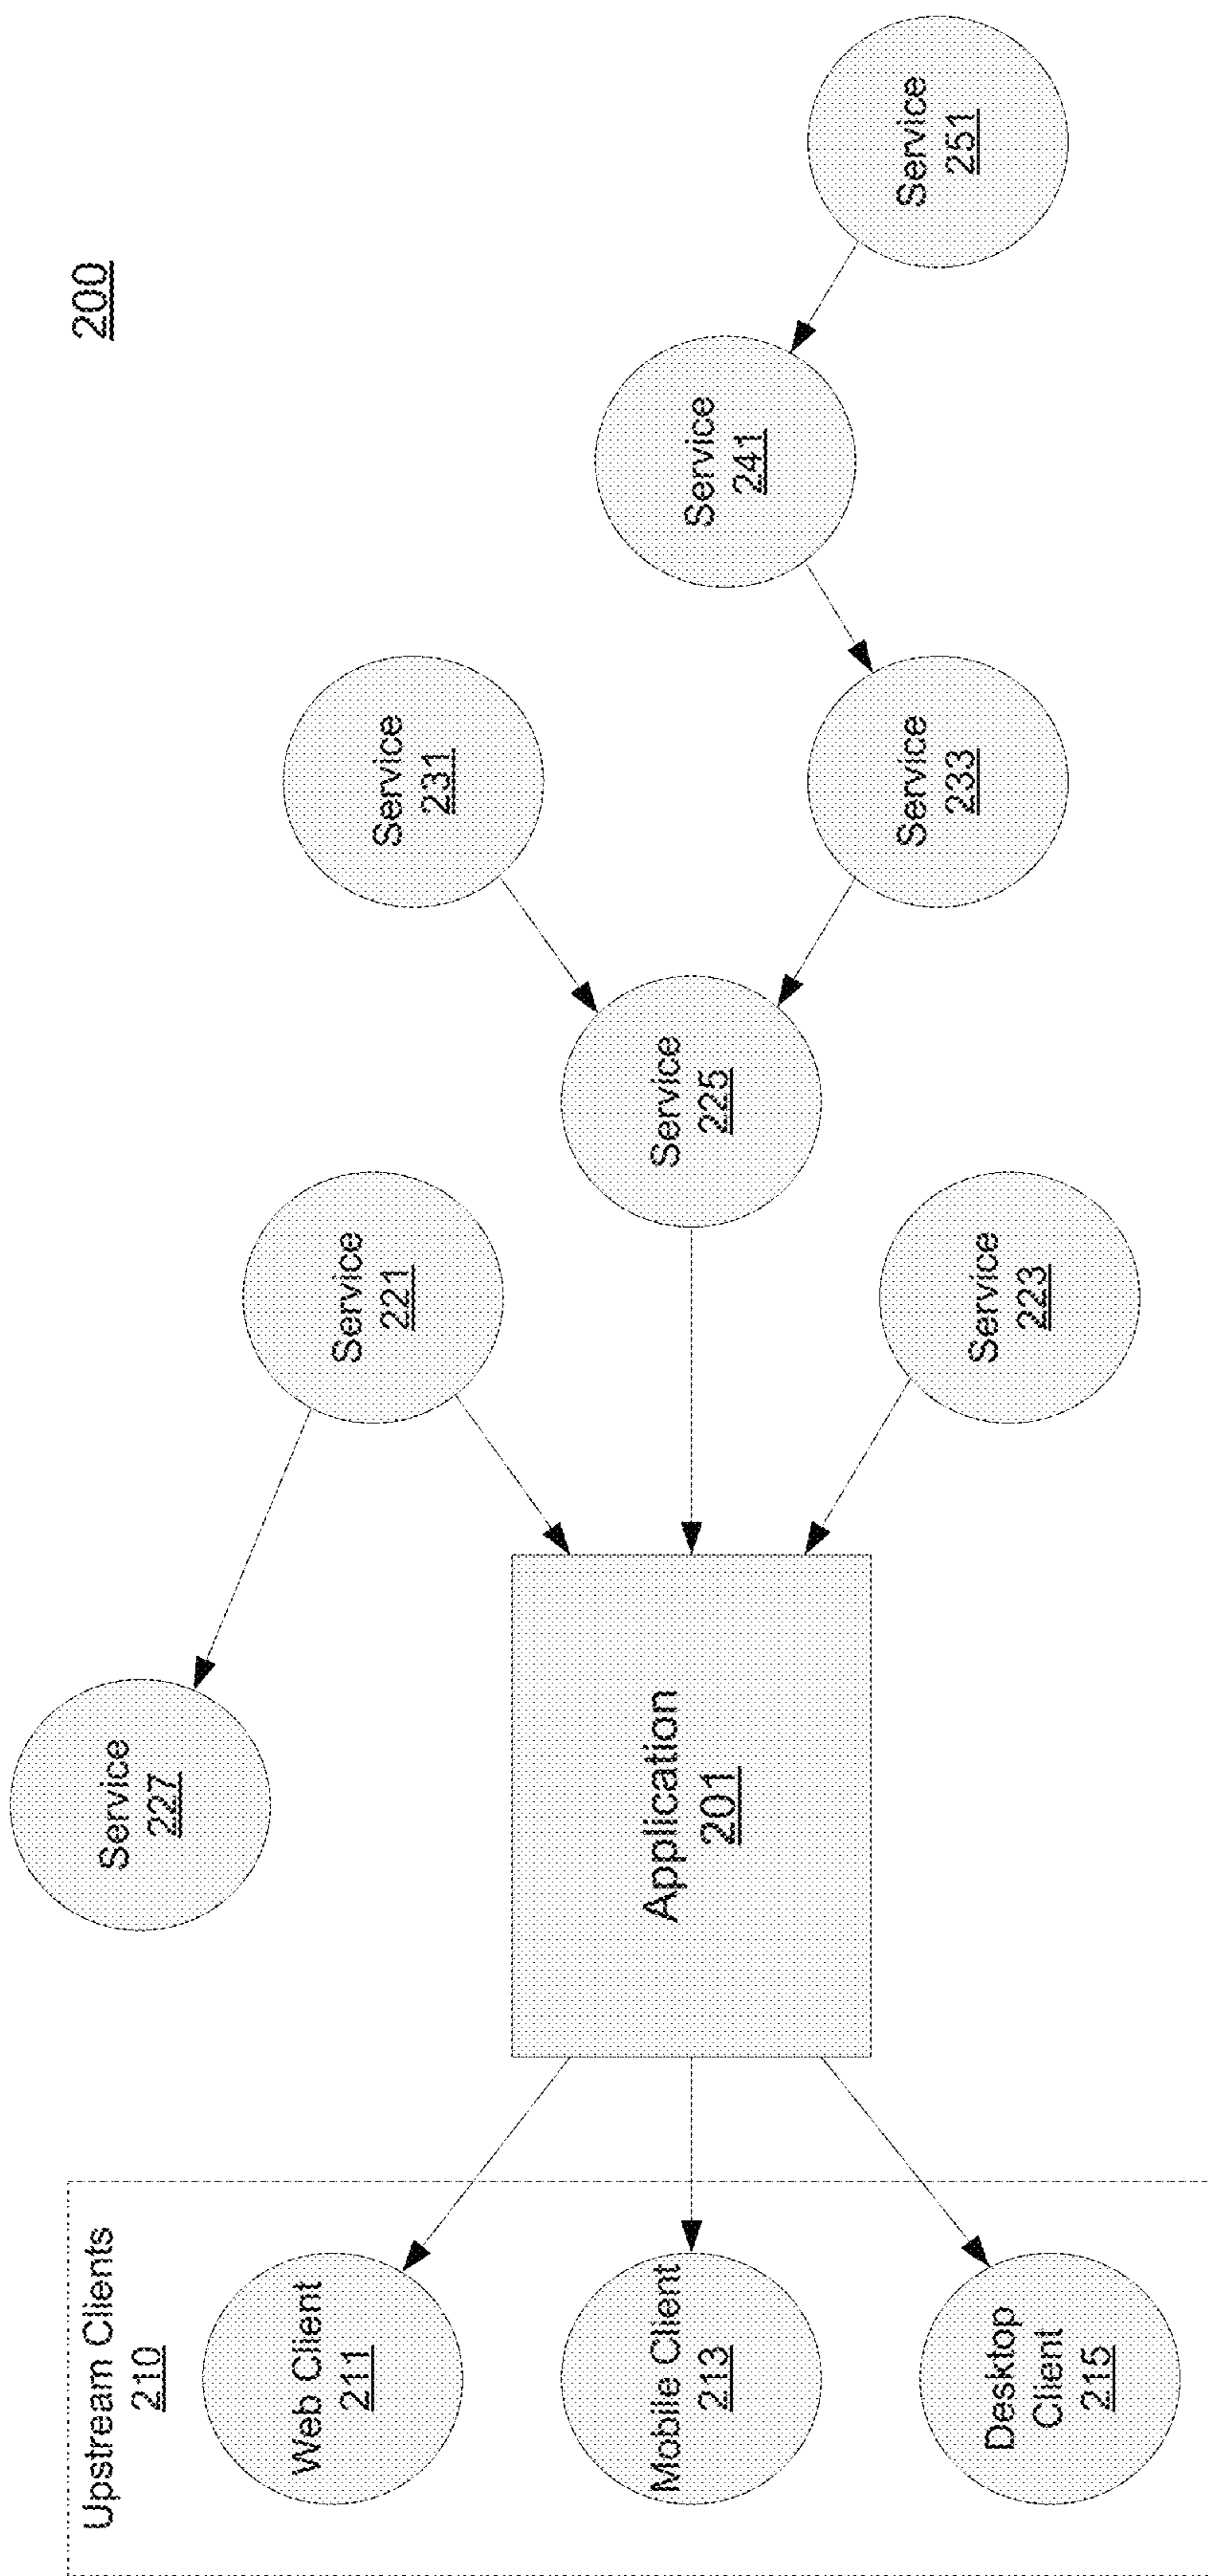 200
Upstream Clients
210
Web Client
211
Mobile Client
213
Desktop
Client
215
Application
201
Service
227
Service
221
Service
225
Service
223
Service
231
Service
233
Service
241
Service
251